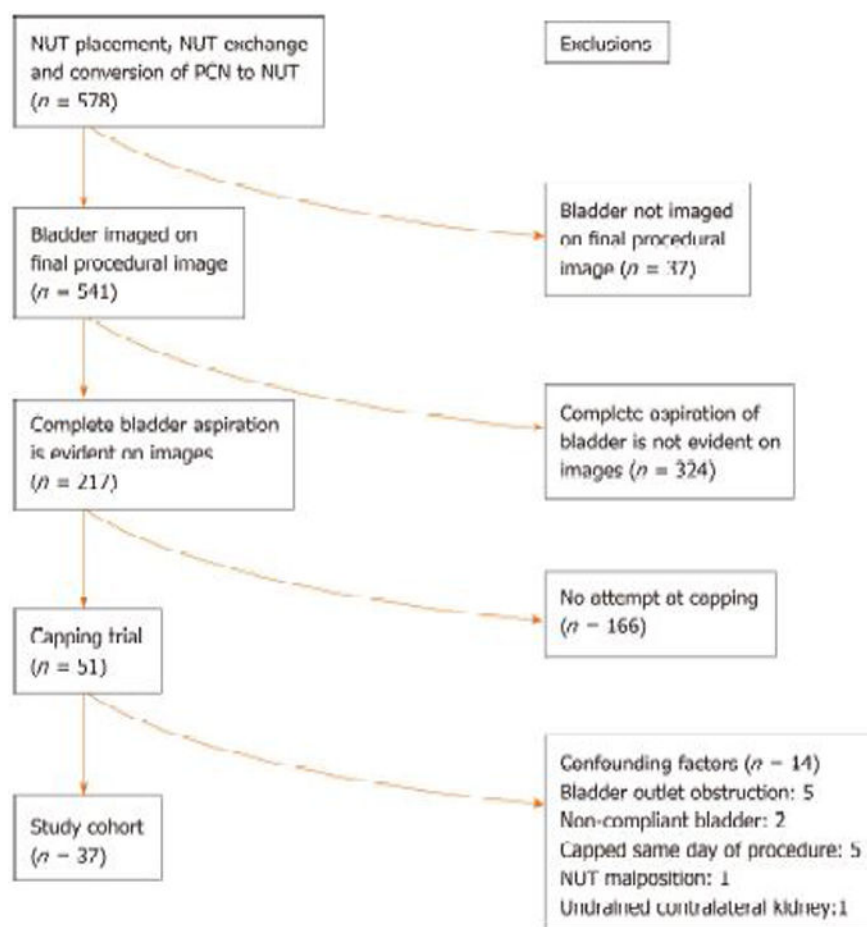 NUT placement, NUT exchange
and conversion of PCN to NUT
(n = 578)
Exclusions
Bladder not imaged
on final procedural
image (n = 37)
Bladder imaged on
final procedural image
(n = 541)
Complete aspiration of
bladder is not evident on
images (n = 324)
Complete bladder aspiration
is evident on images
(n = 217)
No attempt at capping
(n = 166)
Capping trial
(n = 51)
Confounding factors (n = 14)
Bladder outlet obstruction: 5
Non-compliant bladder: 2
Capped same day of procedure: 5
NUT malposition: 1
Undrained contralateral kidney:1
Study cohort
(n = 37)